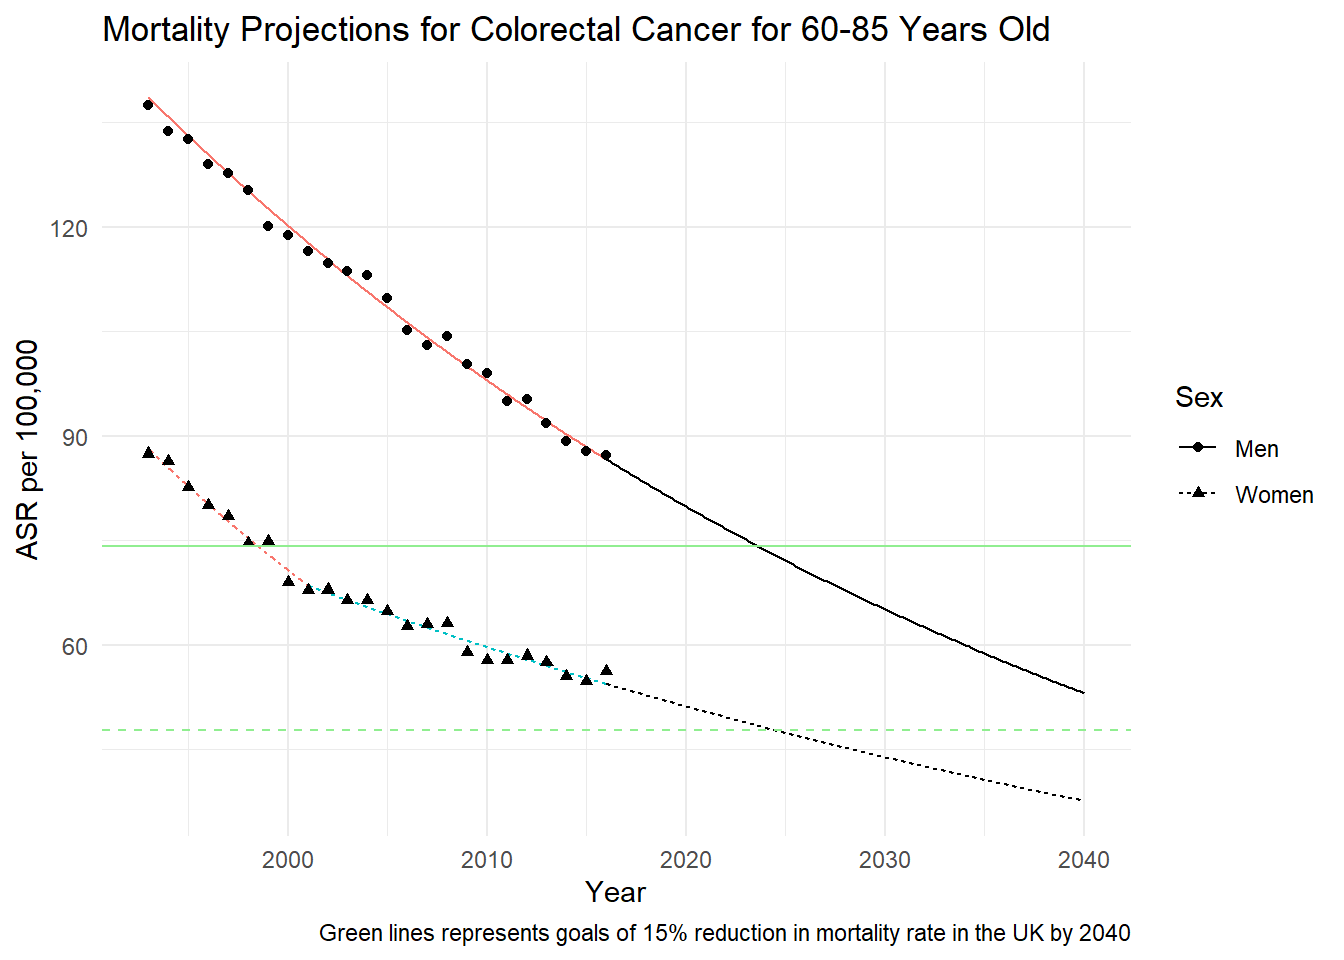 Mortality Projections for Colorectal Cancer for 60-85 Years Old
ASR per 100,000
120
90
60
2000
2010
2020
2030
2040
Year
Sex
Men
Women
Green lines represents goals of 15% reduction in mortality rate in the UK by 2040